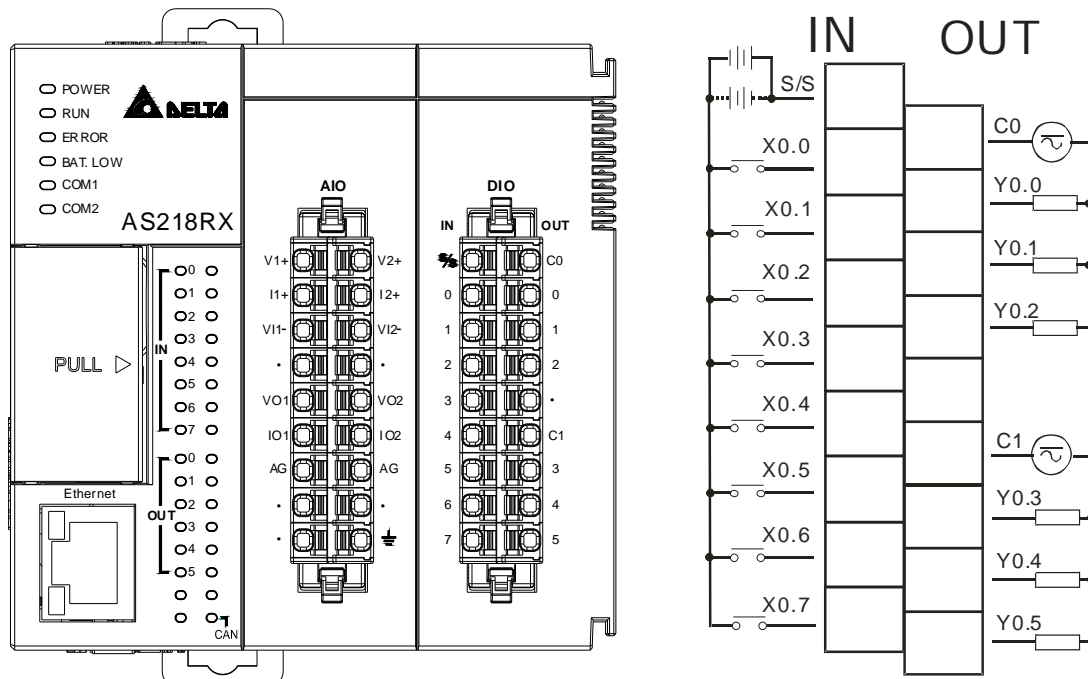 POWER
RUN
ERROR
BAT. LOW
COM1
COM2
DELTA
AS218RX
PULL
Ethernet
IN
0
1
2
3
4
5
6
7
OUT
0
1
2
3
4
5
CAN
AIO
V1+ V2+
I1+ I2+
VI1- VI2-
• •
VO1 VO2
IO1 IO2
AG AG
• •
•
DIO
IN OUT
S/S C0
0 0
1 1
2 2
3 •
4 C1
5 3
6 4
7 5
IN
S/S
X0.0
X0.1
X0.2
X0.3
X0.4
X0.5
X0.6
X0.7
OUT
C0
Y0.0
Y0.1
Y0.2
C1
Y0.3
Y0.4
Y0.5